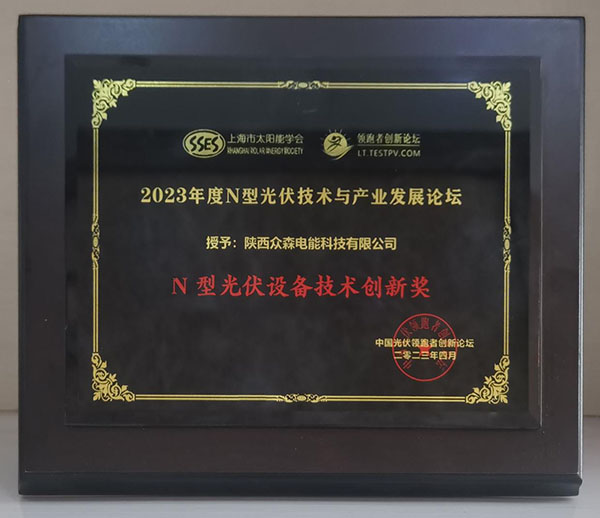 SSES 上海市太阳能学会 领跑者创新论坛
SHANGHAI SOLAR ENERGY SOCIETY LT.TESTPV.COM
2023年度N型光伏技术与产业发展论坛
授予：陕西众森电能科技有限公司
N 型光伏设备技术创新奖
中国光伏领跑者创新论坛
二零二三年四月